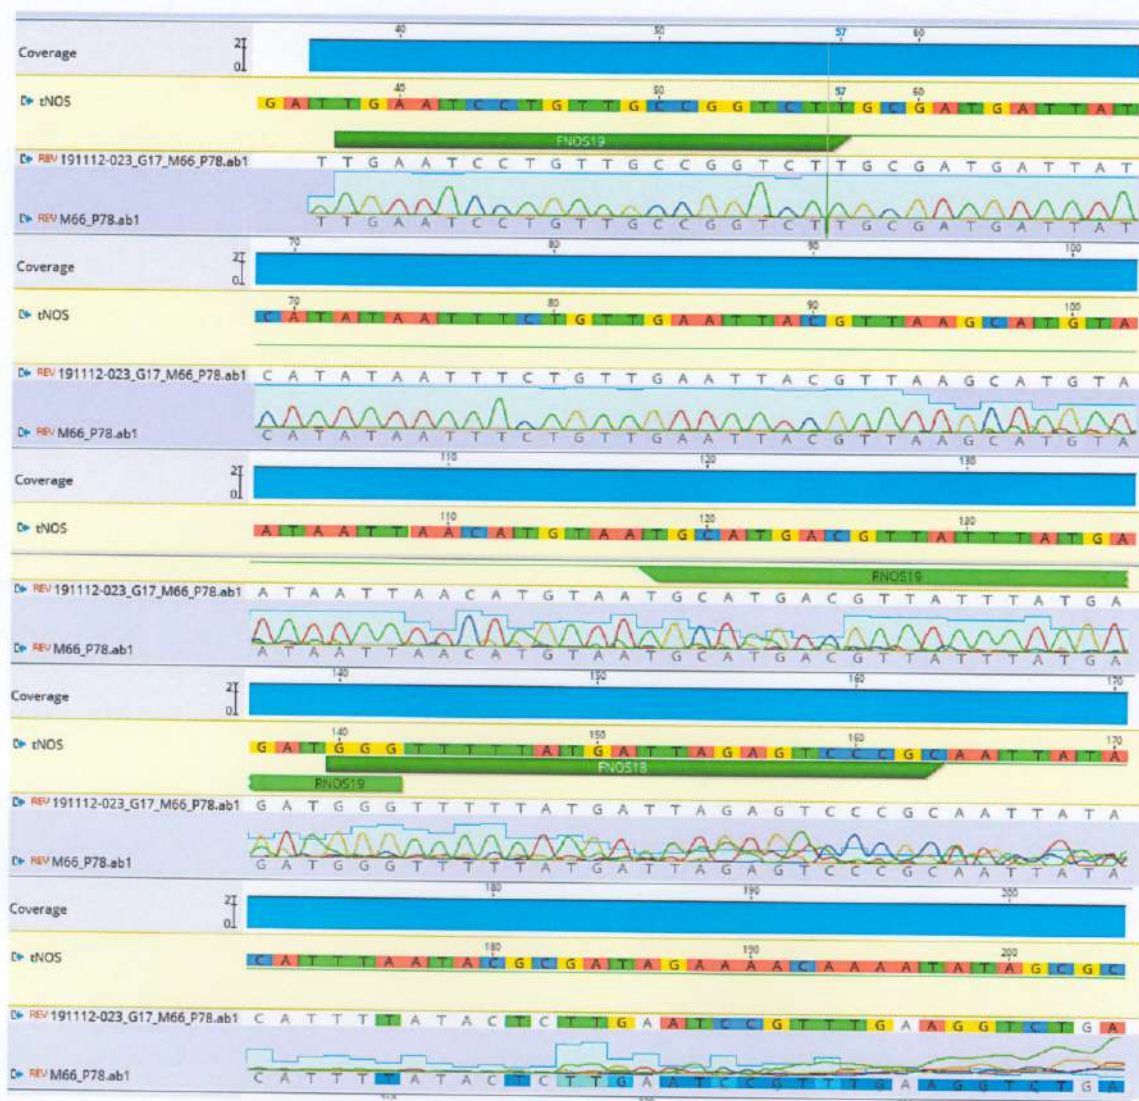 40 50 57 60
Coverage 2 0
tNOS G A T T G A A T C C T G T T G C C G G T C T T G C G A T G A T T A T
40 50 57 60
FNOS19
REV 191112-023_G17_M66_P78.ab1 T T G A A T C C T G T T G C C G G T C T T G C G A T G A T T A T
REV M66_P78.ab1 T T G A A T C C T G T T G C C G G T C T T G C G A T G A T T A T
70 80 90 100
Coverage 2 0
70 80 90 100
tNOS C A T A T A A T T T C T G T T G A A T T A C G T T A A G C A T G T A
REV 191112-023_G17_M66_P78.ab1 C A T A T A A T T T C T G T T G A A T T A C G T T A A G C A T G T A
REV M66_P78.ab1 C A T A T A A T T T C T G T T G A A T T A C G T T A A G C A T G T A
110 120 130
Coverage 2 0
110 120 130
tNOS A T A A T T A A C A T G T A A T G C A T G A C G T T A T T T A T G A
RNOS19
REV 191112-023_G17_M66_P78.ab1 A T A A T T A A C A T G T A A T G C A T G A C G T T A T T T A T G A
REV M66_P78.ab1 A T A A T T A A C A T G T A A T G C A T G A C G T T A T T T A T G A
140 150 160 170
Coverage 2 0
140 150 160 170
tNOS G A T G G G T T T T T A T G A T T A G A G T C C C G C A A T T A T A
FNOS18
RNOS19
REV 191112-023_G17_M66_P78.ab1 G A T G G G T T T T T A T G A T T A G A G T C C C G C A A T T A T A
REV M66_P78.ab1 G A T G G G T T T T T A T G A T T A G A G T C C C G C A A T T A T A
180 190 200
Coverage 2 0
180 190 200
tNOS C A T T T A A T A C G C G A T A G A A A A C A A A A T A T A G C G C
REV 191112-023_G17_M66_P78.ab1 C A T T T T A T A C T C T T G A A T C C G T T T G A A G G T C T G A
REV M66_P78.ab1 C A T T T T A T A C T C T T G A A T C C G T T T G A A G G T C T G A